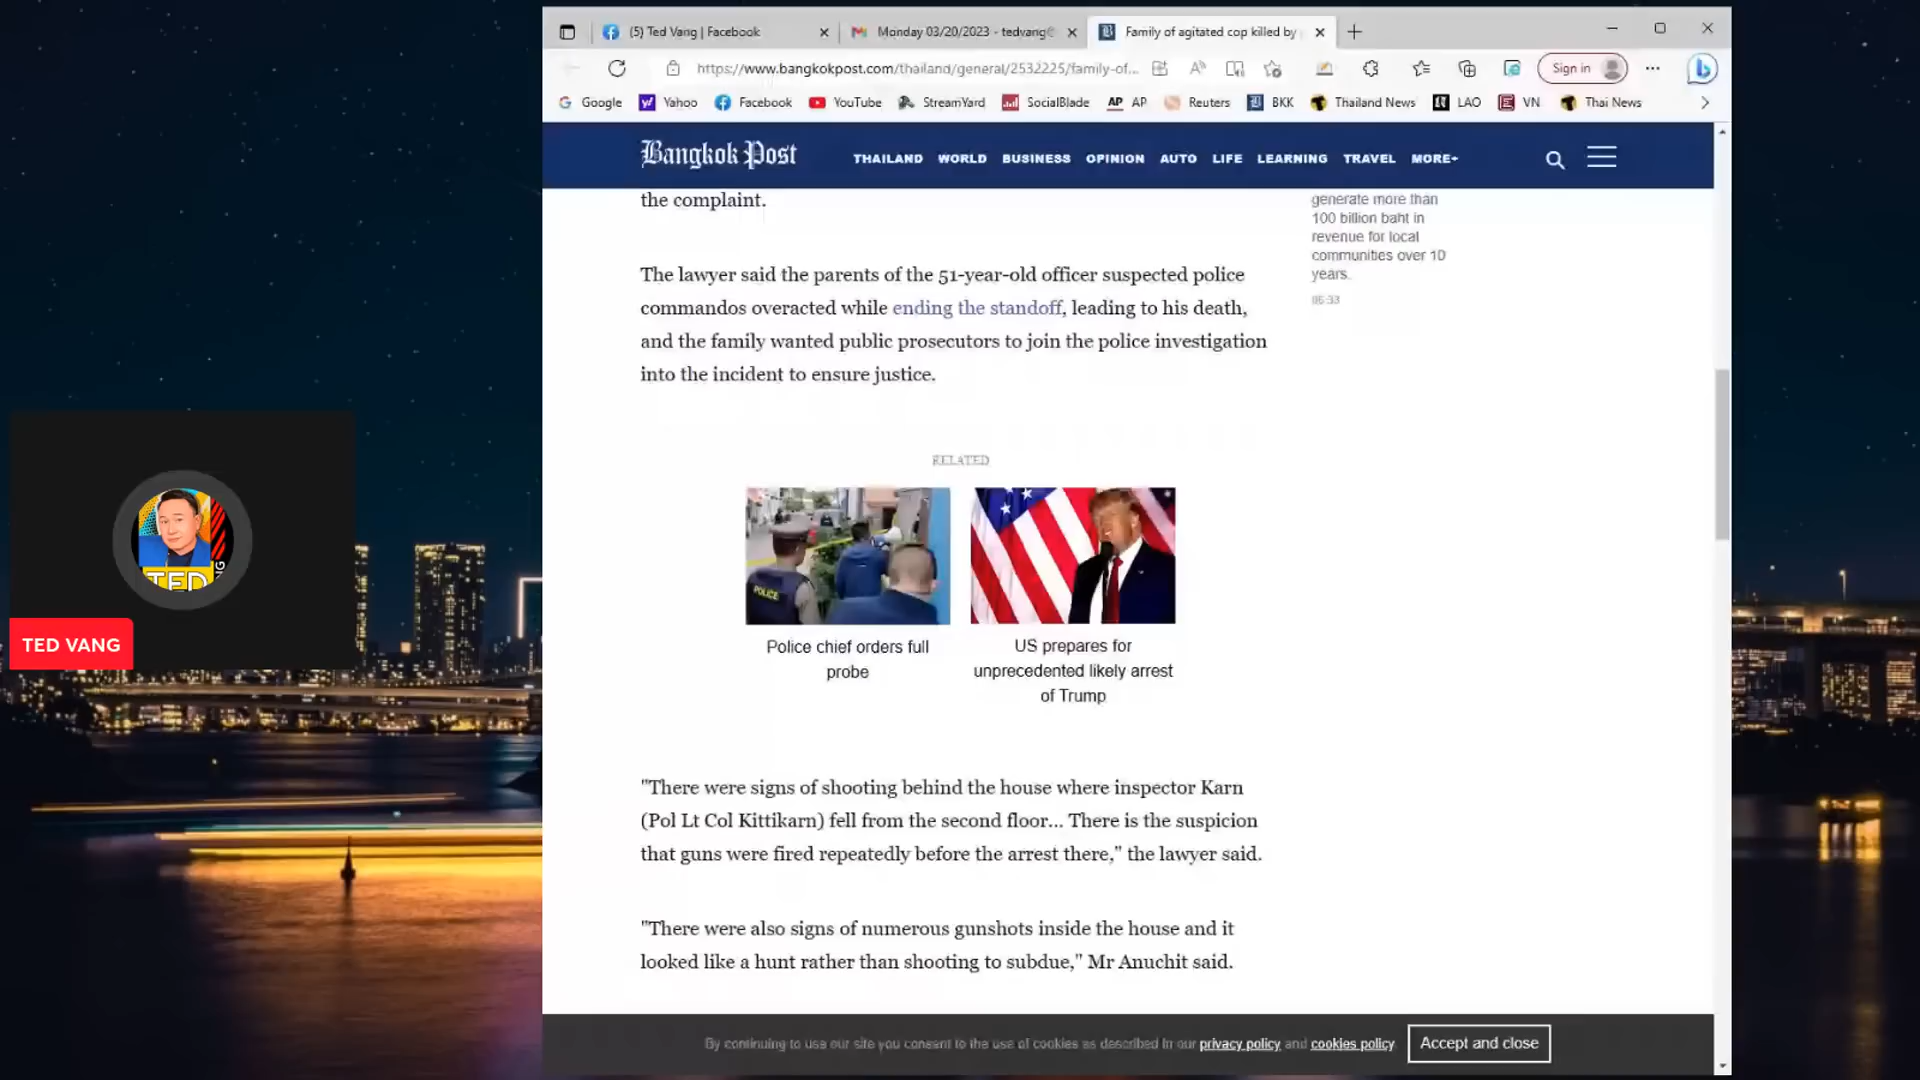 (5) Ted Vang | Facebook
Monday 03/20/2023 - tedvang@
Family of agitated cop killed by
https://www.bangkokpost.com/thailand/general/2532225/family-of...
Sign in
Google
Yahoo
Facebook
YouTube
StreamYard
SocialBlade
AP AP
Reuters
BKK
Thailand News
LAO
VN
Thai News
Bangkok Post
THAILAND WORLD BUSINESS OPINION AUTO LIFE LEARNING TRAVEL MORE+
the complaint.
generate more than
100 billion baht in
revenue for local
communities over 10
years.
06:33
The lawyer said the parents of the 51-year-old officer suspected police
commandos overacted while ending the standoff, leading to his death,
and the family wanted public prosecutors to join the police investigation
into the incident to ensure justice.
RELATED
POLICE
Police chief orders full
probe
US prepares for
unprecedented likely arrest
of Trump
TED
TED VANG
"There were signs of shooting behind the house where inspector Karn
(Pol Lt Col Kittikarn) fell from the second floor... There is the suspicion
that guns were fired repeatedly before the arrest there," the lawyer said.
"There were also signs of numerous gunshots inside the house and it
looked like a hunt rather than shooting to subdue," Mr Anuchit said.
By continuing to use our site you consent to the use of cookies as described in our privacy policy and cookies policy
Accept and close